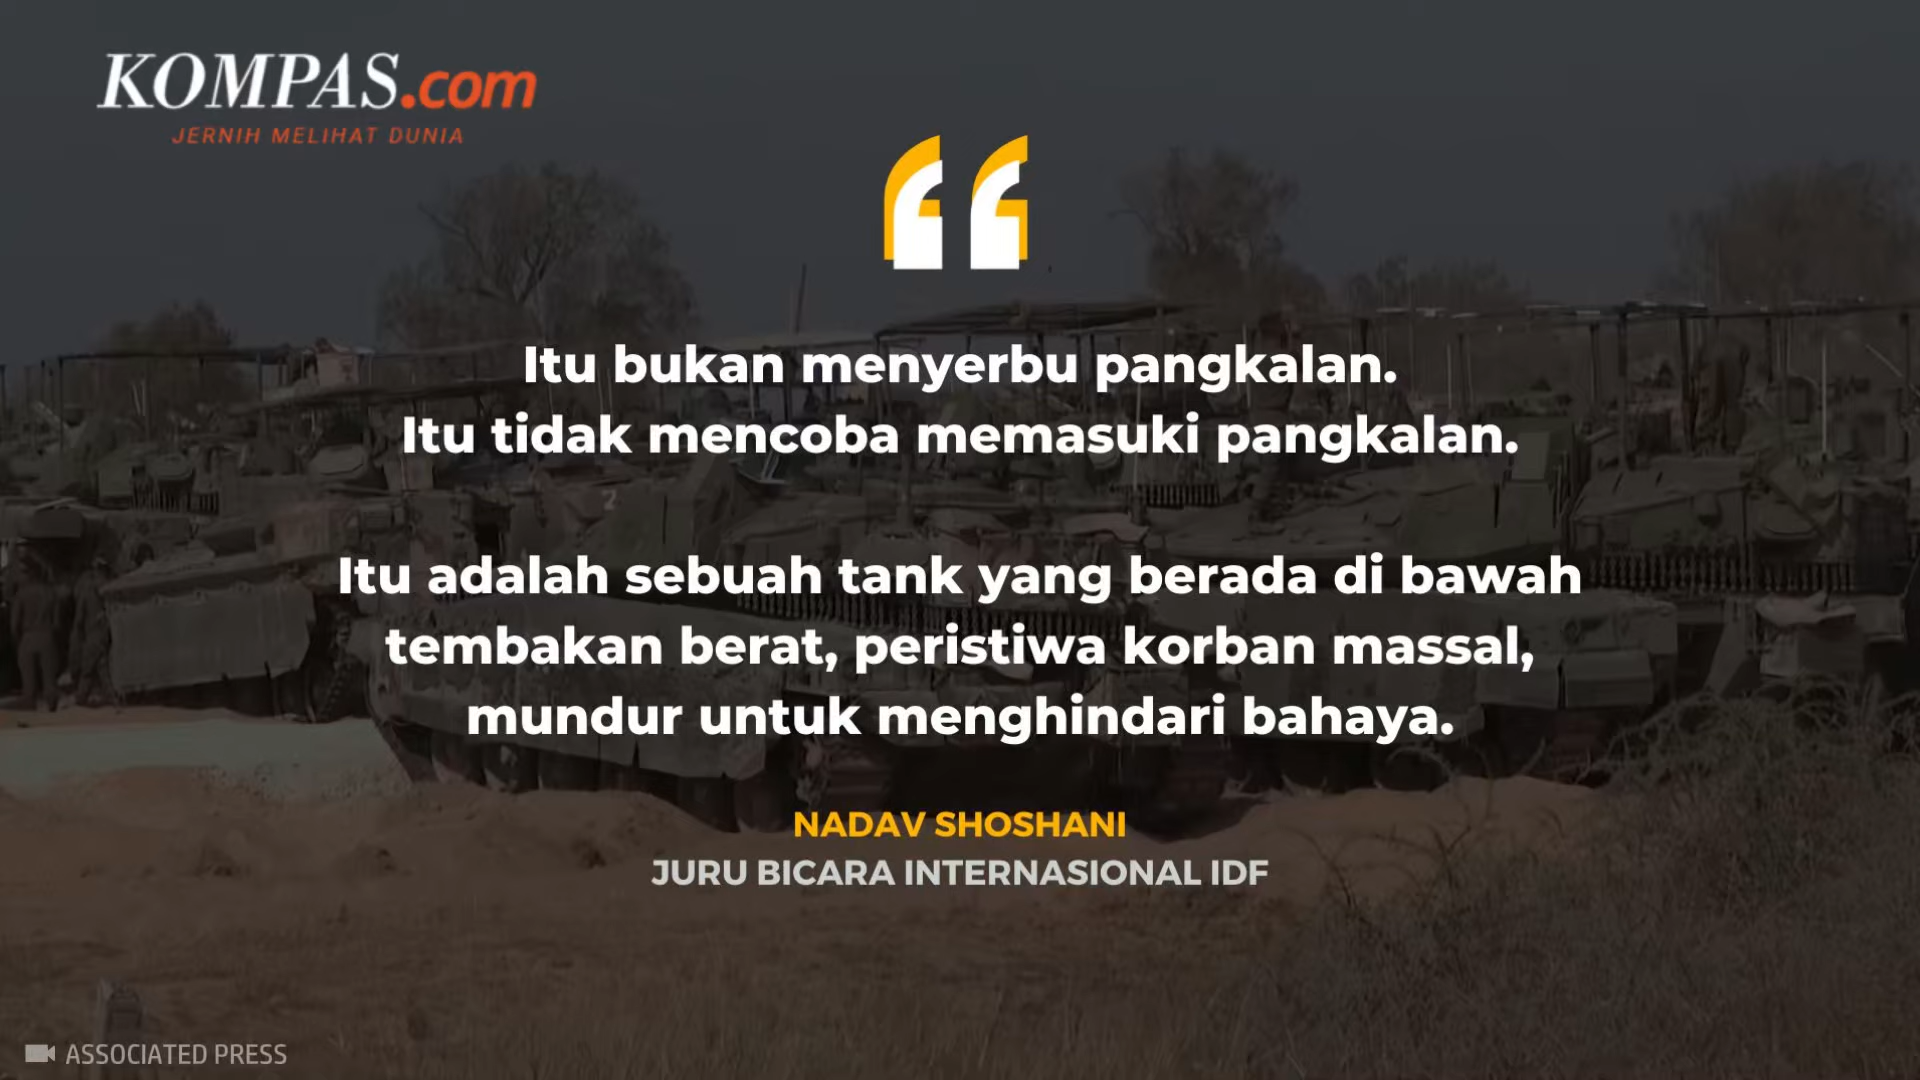 KOMPAS.com
JERNIH MELIHAT DUNIA
Itu bukan menyerbu pangkalan.
Itu tidak mencoba memasuki pangkalan.
Itu adalah sebuah tank yang berada di bawah
tembakan berat, peristiwa korban massal,
mundur untuk menghindari bahaya.
NADAV SHOSHANI
JURU BICARA INTERNASIONAL IDF
ASSOCIATED PRESS